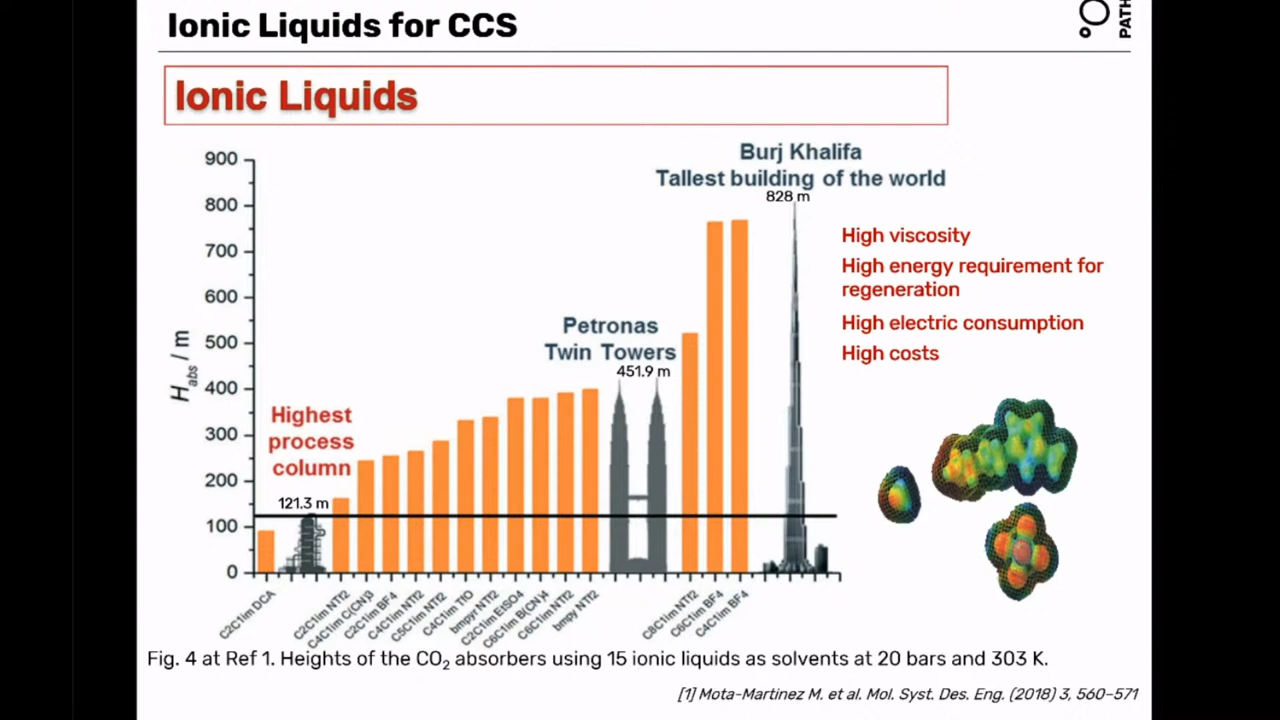 Ionic Liquids for CCS
PATH
Ionic Liquids
Burj Khalifa
Tallest building of the world
828 m
900
800
700
600
500
400
300
200
100
0
H_abs / m
Petronas
Twin Towers
451.9 m
Highest
process
column
121.3 m
High viscosity
High energy requirement for
regeneration
High electric consumption
High costs
C2C1im DCA
C2C1im NTf2
C4C1im C(CN)3
C2C1im BF4
C4C1im NTf2
C5C1im NTf2
C4C1im TfO
bmpyr NTf2
C2C1im EtSO4
C6C1im B(CN)4
C6C1im NTf2
bmpy NTf2
C8C1im NTf2
C6C1im BF4
C4C1im BF4
Fig. 4 at Ref 1. Heights of the CO₂ absorbers using 15 ionic liquids as solvents at 20 bars and 303 K.
[1] Mota-Martinez M. et al. Mol. Syst. Des. Eng. (2018) 3, 560–571